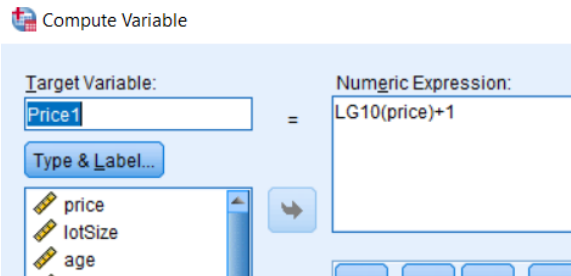 Compute Variable
Target Variable:
Numeric Expression:
Price1
=
LG10(price)+1
Type & Label...
price
lotSize
age